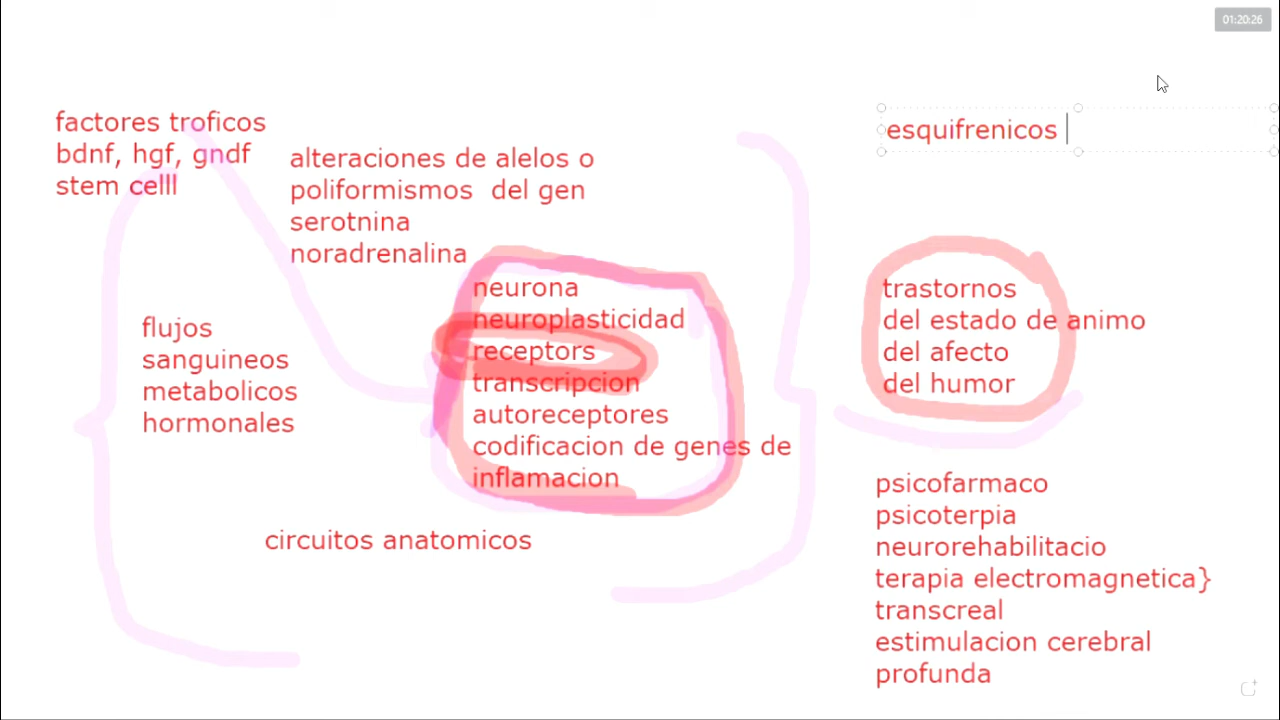 01:20:26
factores troficos
bdnf, hgf, gndf
stem celll
alteraciones de alelos o
poliformismos del gen
serotnina
noradrenalina
flujos
sanguineos
metabolicos
hormonales
neurona
neuroplasticidad
receptors
transcripcion
autoreceptores
codificacion de genes de
inflamacion
circuitos anatomicos
esquifrenicos
trastornos
del estado de animo
del afecto
del humor
psicofarmaco
psicoterpia
neurorehabilitacio
terapia electromagnetica}
transcreal
estimulacion cerebral
profunda